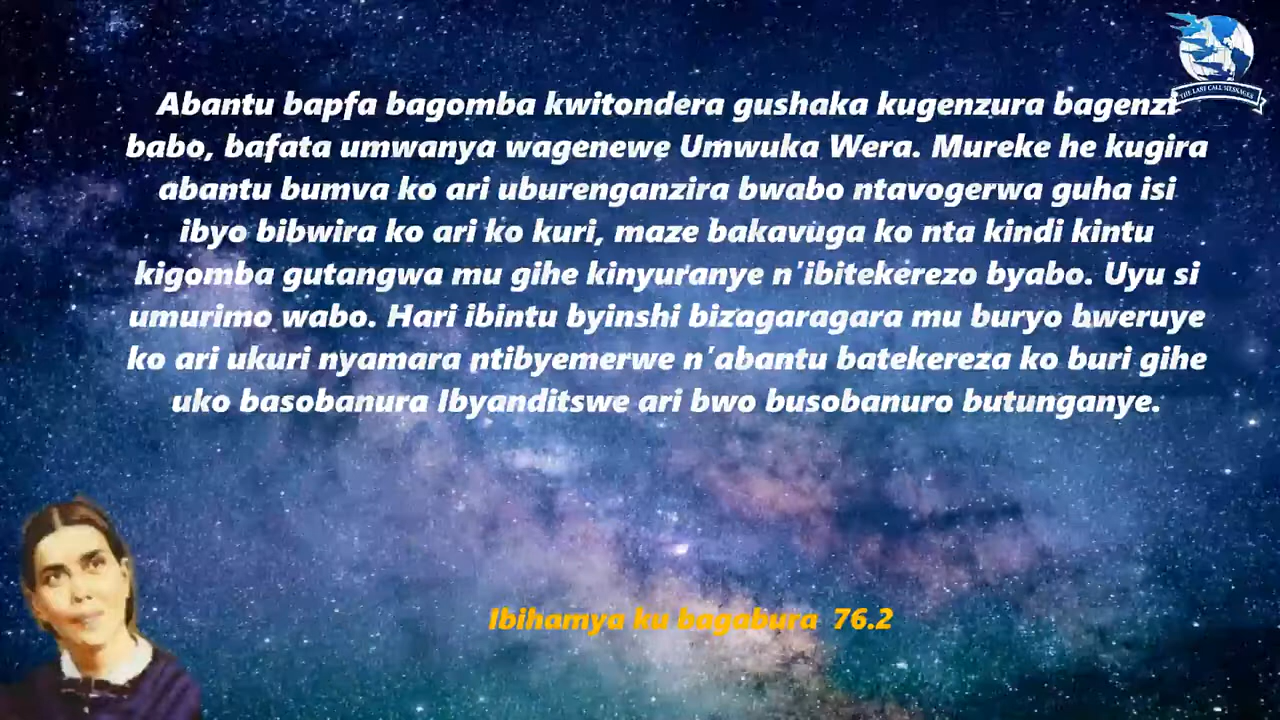 THE LAST CALL MESSAGES
Abantu bapfa bagomba kwitondera gushaka kugenzura bagenzi
babo, bafata umwanya wagenewe Umwuka Wera. Mureke he kugira
abantu bumva ko ari uburenganzira bwabo ntavogerwa guha isi
ibyo bibwira ko ari ko kuri, maze bakavuga ko nta kindi kintu
kigomba gutangwa mu gihe kinyuranye n'ibitekerezo byabo. Uyu si
umurimo wabo. Hari ibintu byinshi bizagaragara mu buryo bweruye
ko ari ukuri nyamara ntibyemerwe n'abantu batekereza ko buri gihe
uko basobanura Ibyanditswe ari bwo busobanuro butunganye.
Ibihamya ku bagabura 76.2